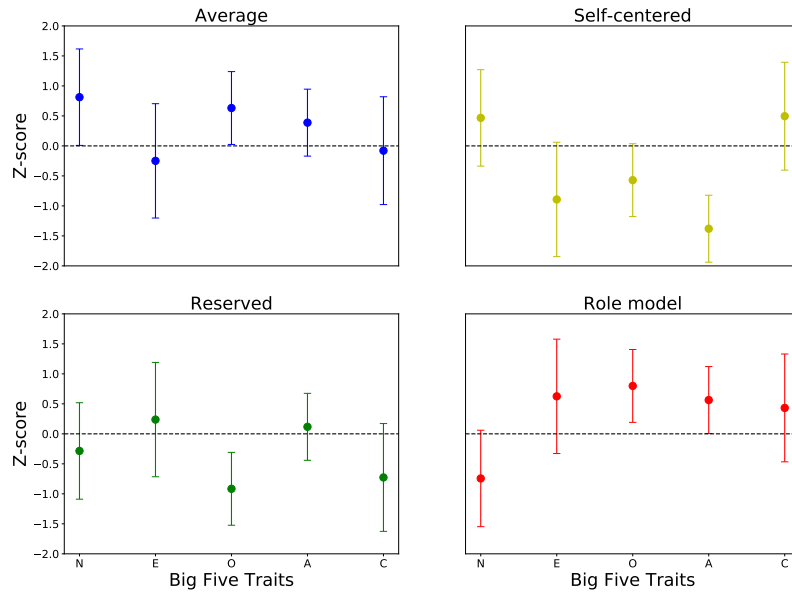 Average
Self-centered
Z-score
2.0
1.5
1.0
0.5
0.0
−0.5
−1.0
−1.5
−2.0
Reserved
Role model
Z-score
2.0
1.5
1.0
0.5
0.0
−0.5
−1.0
−1.5
−2.0
N E O A C
N E O A C
Big Five Traits
Big Five Traits